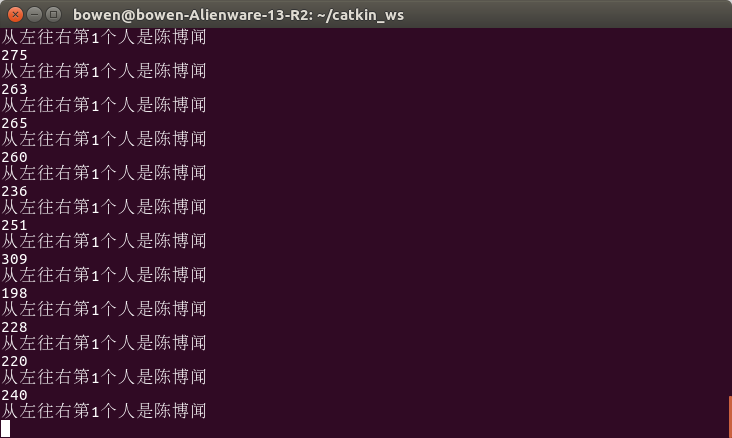 bowen@bowen-Alienware-13-R2: ~/catkin_ws
从左往右第1个人是陈博闻
275
从左往右第1个人是陈博闻
263
从左往右第1个人是陈博闻
265
从左往右第1个人是陈博闻
260
从左往右第1个人是陈博闻
236
从左往右第1个人是陈博闻
251
从左往右第1个人是陈博闻
309
从左往右第1个人是陈博闻
198
从左往右第1个人是陈博闻
228
从左往右第1个人是陈博闻
220
从左往右第1个人是陈博闻
240
从左往右第1个人是陈博闻